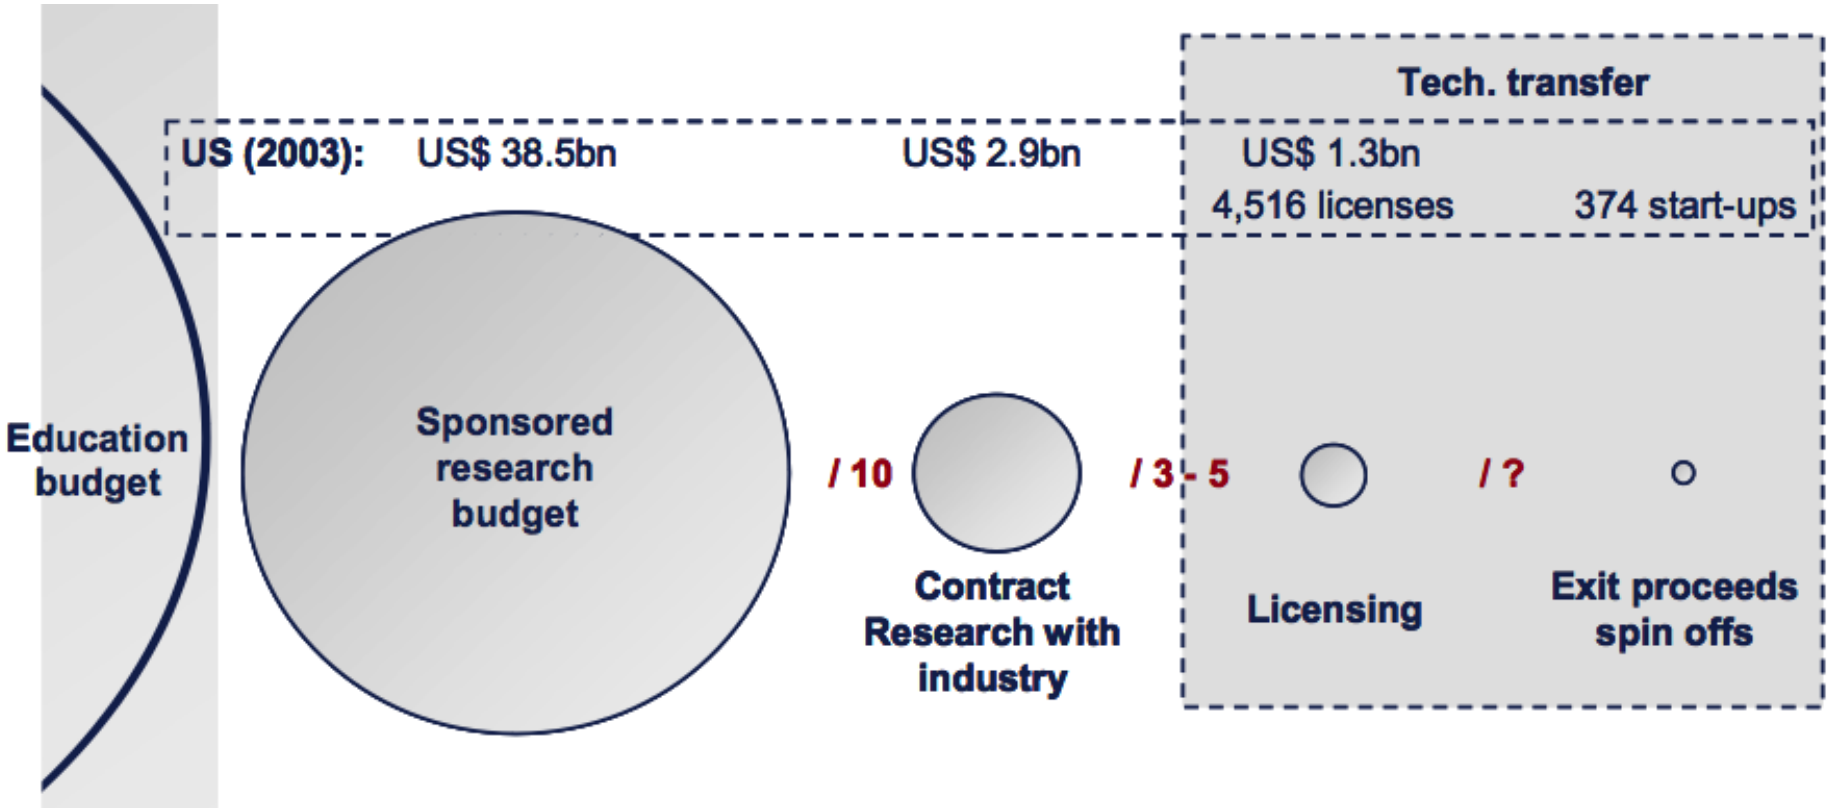 Tech. transfer
US (2003): US$ 38.5bn US$ 2.9bn US$ 1.3bn
4,516 licenses 374 start-ups
Education
budget
Sponsored
research
budget
/ 10
Contract
Research with
industry
/ 3 - 5
Licensing
/ ?
Exit proceeds
spin offs